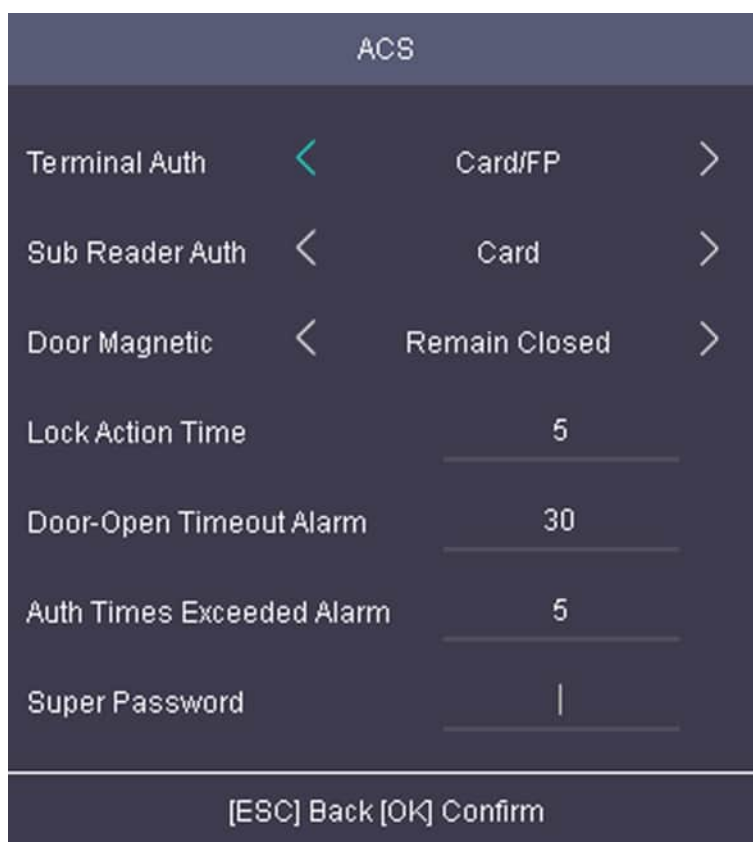 ACS
Terminal Auth < Card/FP >
Sub Reader Auth < Card >
Door Magnetic < Remain Closed >
Lock Action Time 5
Door-Open Timeout Alarm 30
Auth Times Exceeded Alarm 5
Super Password
[ESC] Back [OK] Confirm